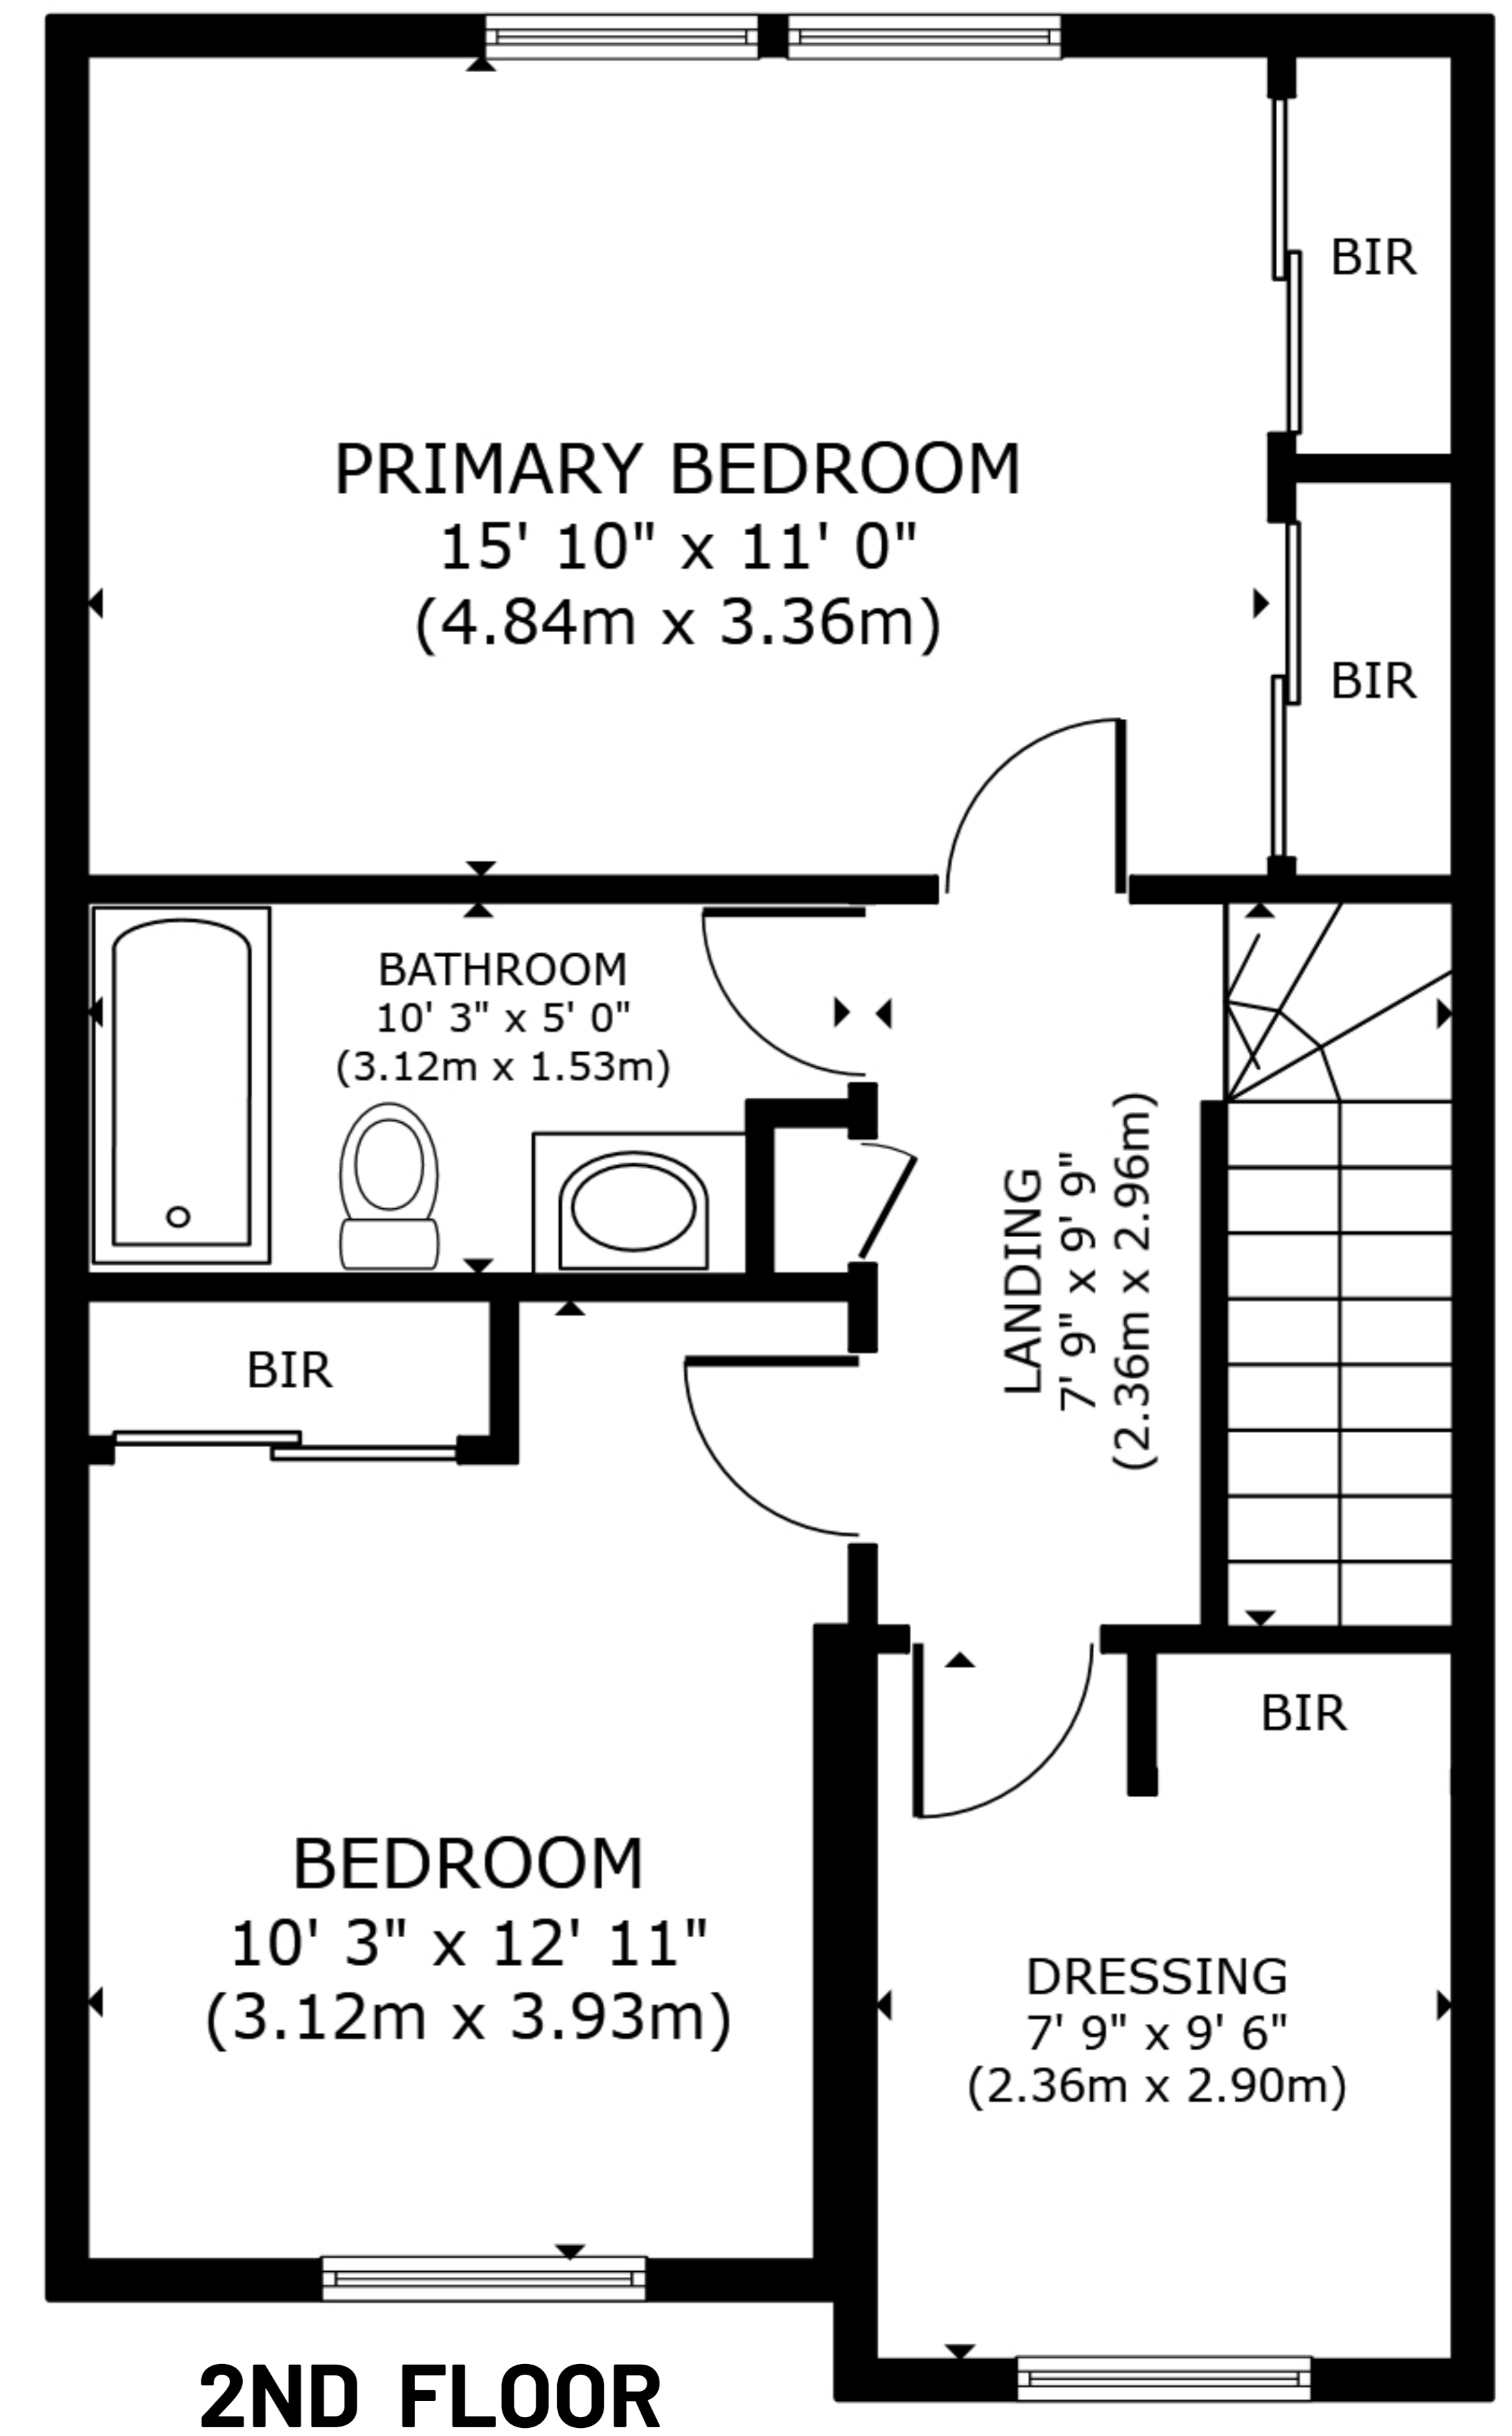 BIR
PRIMARY BEDROOM
15' 10" x 11' 0"
(4.84m x 3.36m)
BIR
BATHROOM
10' 3" x 5' 0"
(3.12m x 1.53m)
LANDING
7' 9" x 9' 9"
(2.36m x 2.96m)
BIR
BIR
BEDROOM
10' 3" x 12' 11"
(3.12m x 3.93m)
DRESSING
7' 9" x 9' 6"
(2.36m x 2.90m)
2ND FLOOR